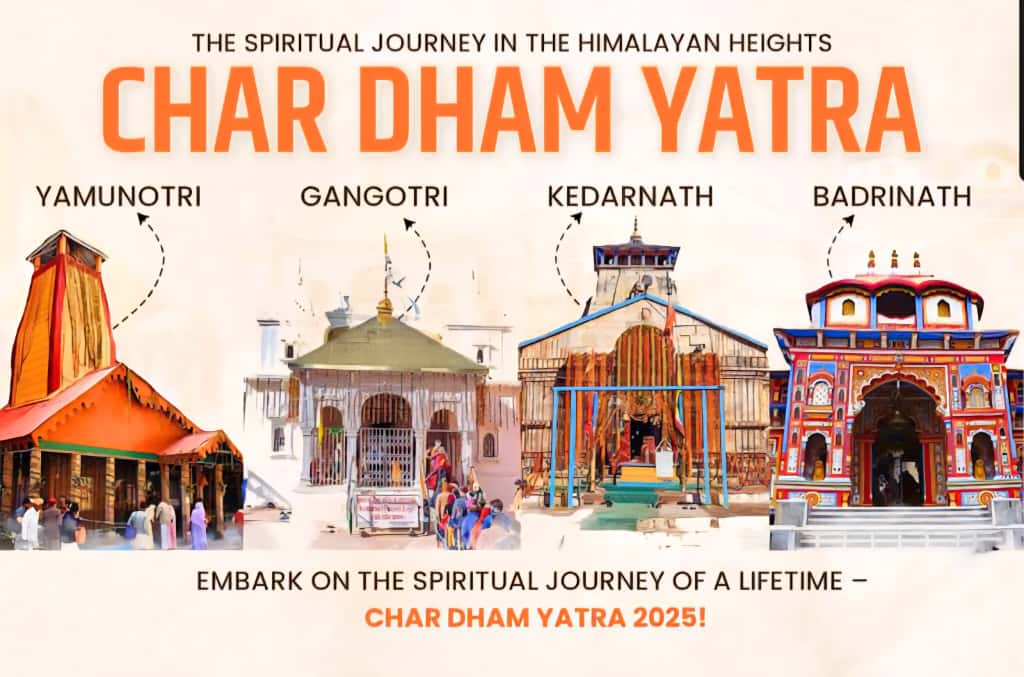 THE SPIRITUAL JOURNEY IN THE HIMALAYAN HEIGHTS
CHAR DHAM YATRA
YAMUNOTRI
GANGOTRI
KEDARNATH
BADRINATH
EMBARK ON THE SPIRITUAL JOURNEY OF A LIFETIME –
CHAR DHAM YATRA 2025!